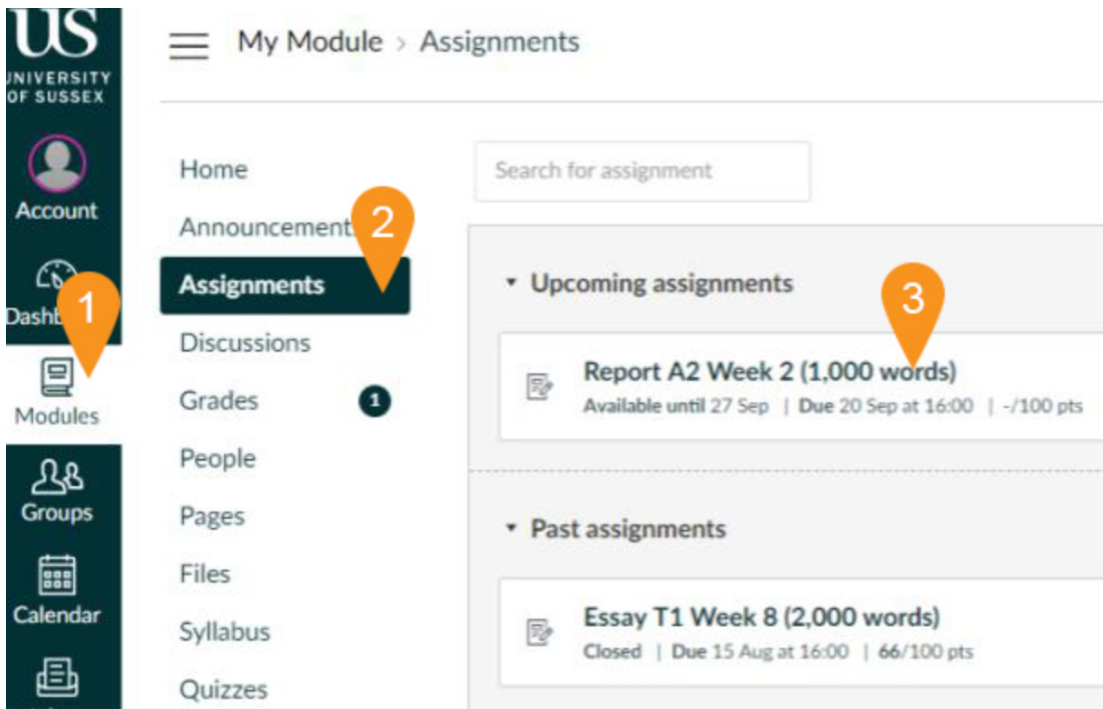 US
UNIVERSITY
OF SUSSEX
Account
1
Modules
Groups
Calendar
My Module > Assignments
Home
2
Assignments
Discussions
Grades 1
People
Pages
Files
Syllabus
Quizzes
Search for assignment
Upcoming assignments
3
Report A2 Week 2 (1,000 words)
Available until 27 Sep | Due 20 Sep at 16:00 | -/100 pts
Past assignments
Essay T1 Week 8 (2,000 words)
Closed | Due 15 Aug at 16:00 | 66/100 pts